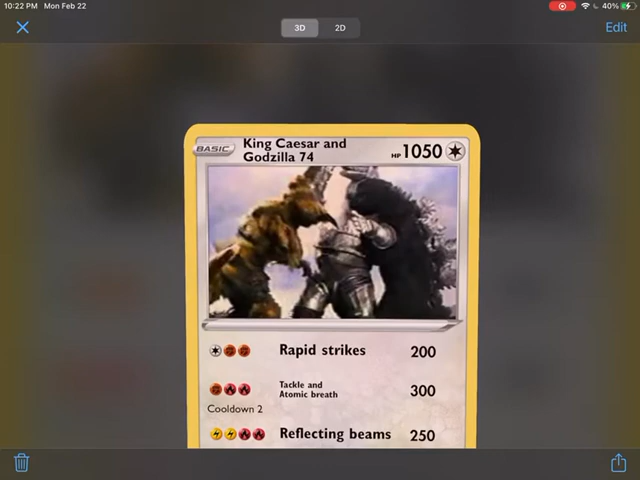 10:22 PM Mon Feb 22
40%
3D 2D
Edit
BASIC
King Caesar and
Godzilla 74
HP 1050
Rapid strikes 200
Tackle and
Atomic breath 300
Cooldown 2
Reflecting beams 250